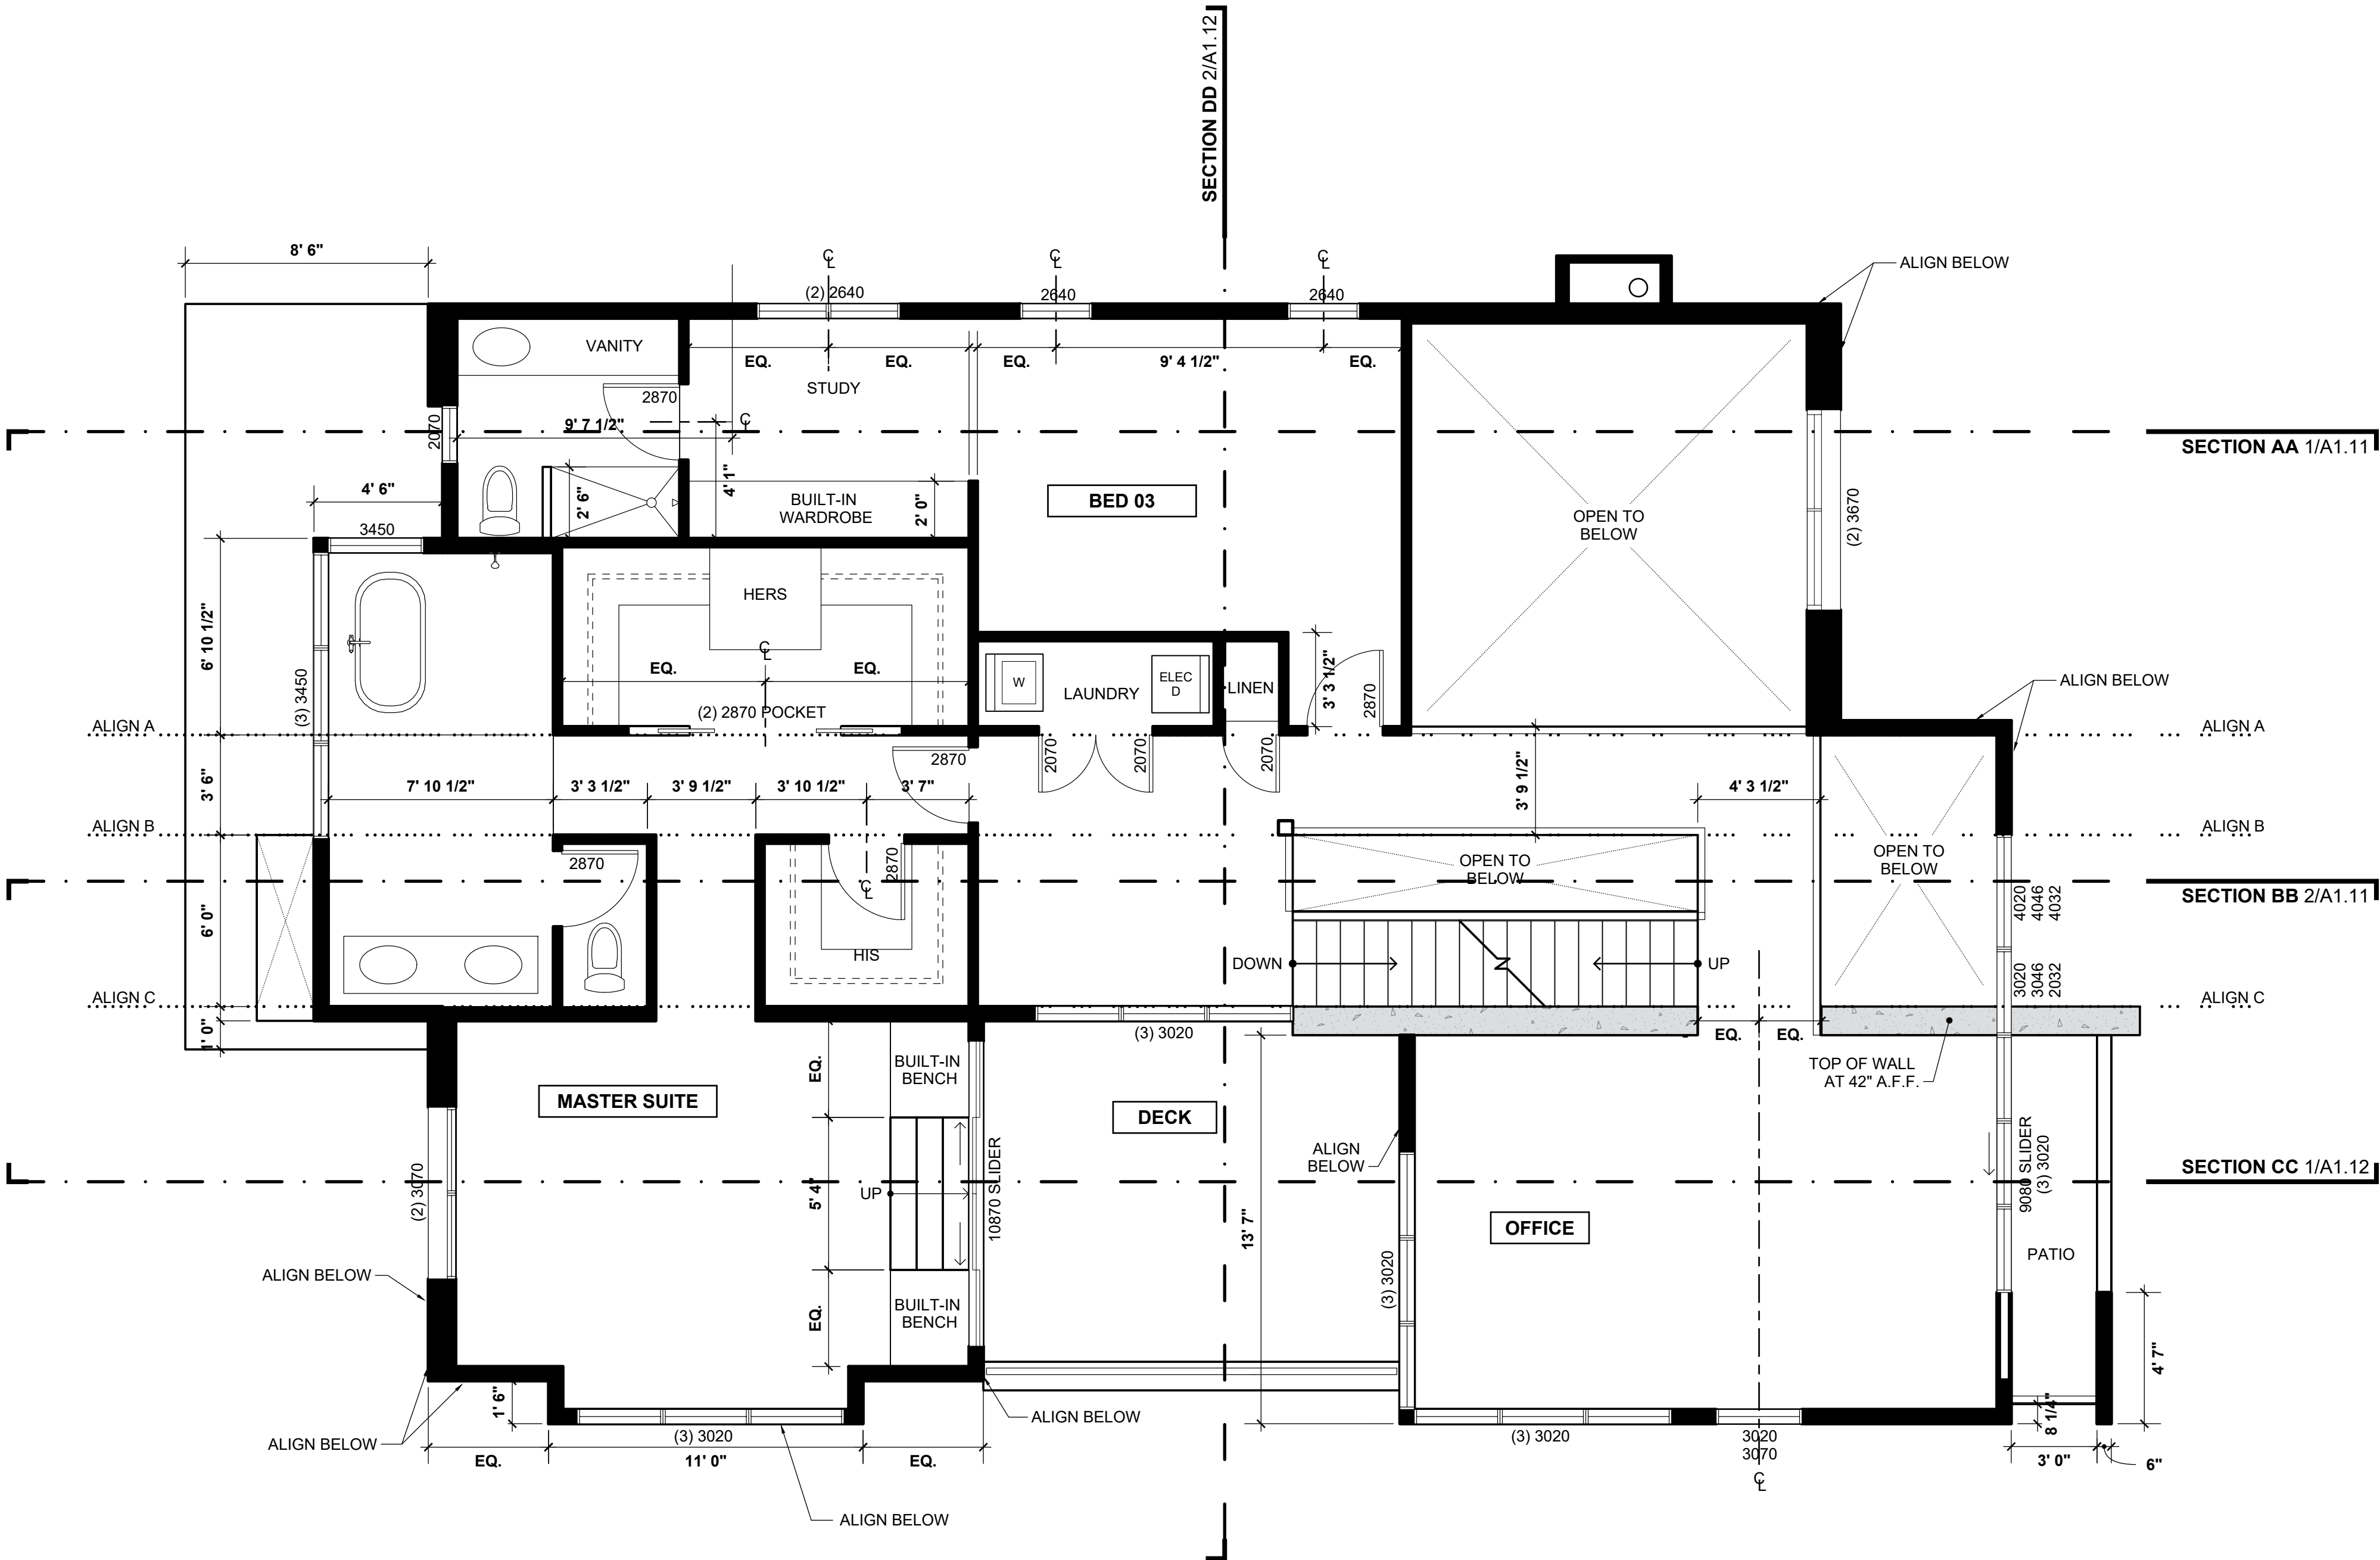 SECTION DD 2/A1.12
8' 6"
℄
℄
℄
ALIGN BELOW
(2) 2640
2640
2640
VANITY
EQ.
EQ.
EQ.
9' 4 1/2"
EQ.
STUDY
2870
9' 7 1/2"
℄
2070
SECTION AA 1/A1.11
4' 6"
2' 6"
4' 1"
BUILT-IN
WARDROBE
2' 0"
BED 03
OPEN TO
BELOW
(2) 3670
3450
HERS
6' 10 1/2"
(3) 3450
℄
EQ.
EQ.
W
LAUNDRY
ELEC
D
LINEN
3' 3 1/2"
2870
ALIGN BELOW
(2) 2870 POCKET
ALIGN A
ALIGN A
2870
2070
2070
2070
3' 6"
7' 10 1/2"
3' 3 1/2"
3' 9 1/2"
3' 10 1/2"
3' 7"
3' 9 1/2"
4' 3 1/2"
ALIGN B
ALIGN B
2870
2870
℄
OPEN TO
BELOW
OPEN TO
BELOW
4020
4046
4032
SECTION BB 2/A1.11
6' 0"
HIS
DOWN
UP
3020
3046
2032
ALIGN C
ALIGN C
1' 0"
(3) 3020
EQ.
EQ.
EQ.
BUILT-IN
BENCH
TOP OF WALL
AT 42" A.F.F.
MASTER SUITE
DECK
ALIGN
BELOW
9080 SLIDER
(3) 3020
SECTION CC 1/A1.12
(2) 3070
5' 4"
UP
10870 SLIDER
13' 7"
OFFICE
PATIO
ALIGN BELOW
(3) 3020
EQ.
BUILT-IN
BENCH
4' 7"
1' 6"
ALIGN BELOW
8 1/4"
ALIGN BELOW
(3) 3020
(3) 3020
3020
3070
EQ.
11' 0"
EQ.
℄
3' 0"
6"
ALIGN BELOW